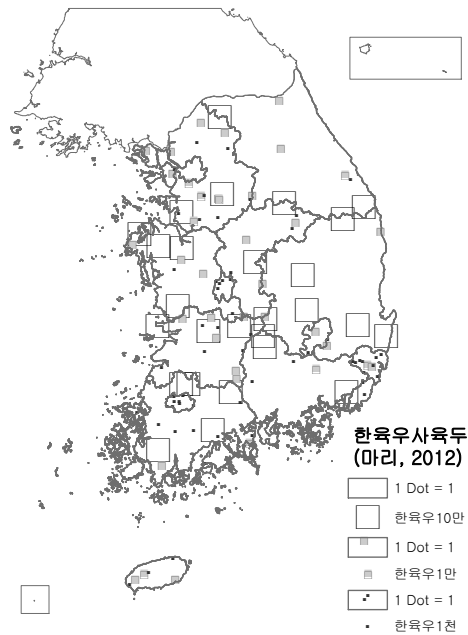 한육우사육두
(마리, 2012)
1 Dot = 1
한육우10만
1 Dot = 1
한육우1만
1 Dot = 1
한육우1천